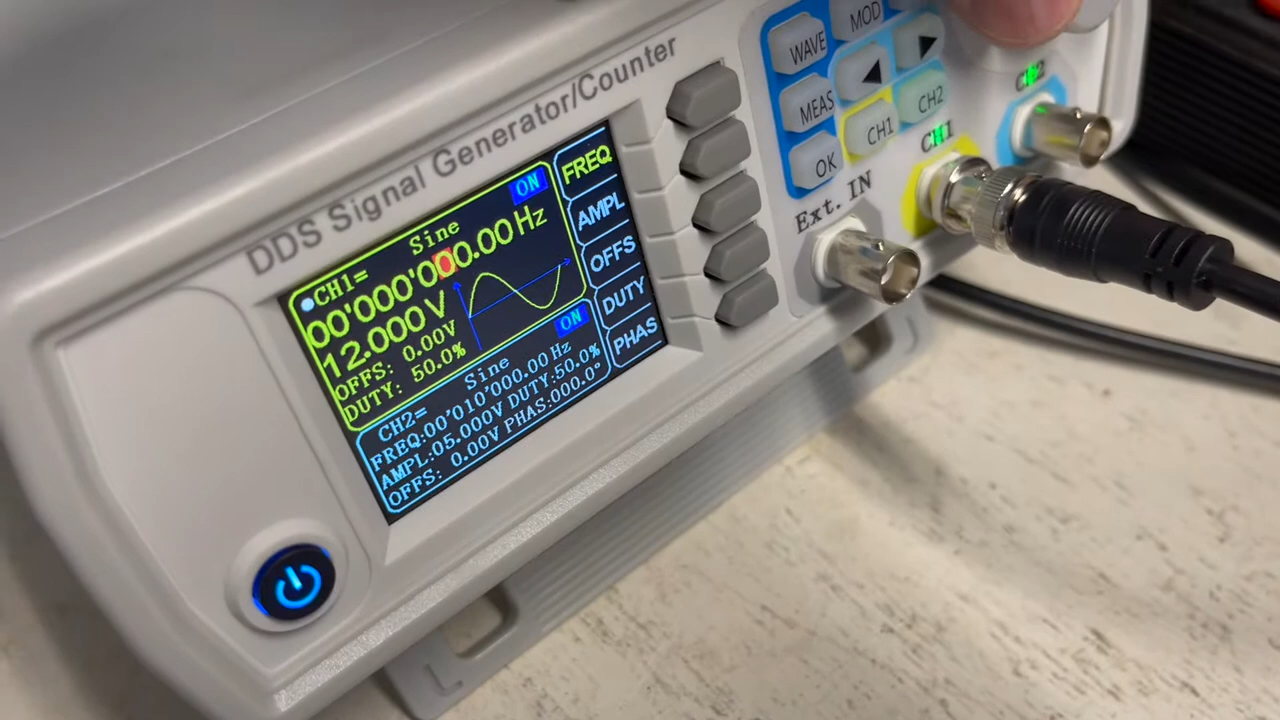 DDS Signal Generator/Counter
CH1=
Sine
ON
00'000'000.00Hz
12.000V
OFFS: 0.00V
DUTY: 50.0%
CH2=
Sine
ON
FREQ:00'010'000.00 Hz
AMPL:05.000V DUTY:50.0%
OFFS: 0.00V PHAS:000.0°
FREQ
AMPL
OFFS
DUTY
PHAS
WAVE
MOD
MEAS
OK
CH1
CH2
Ext. IN
CH1
CH2